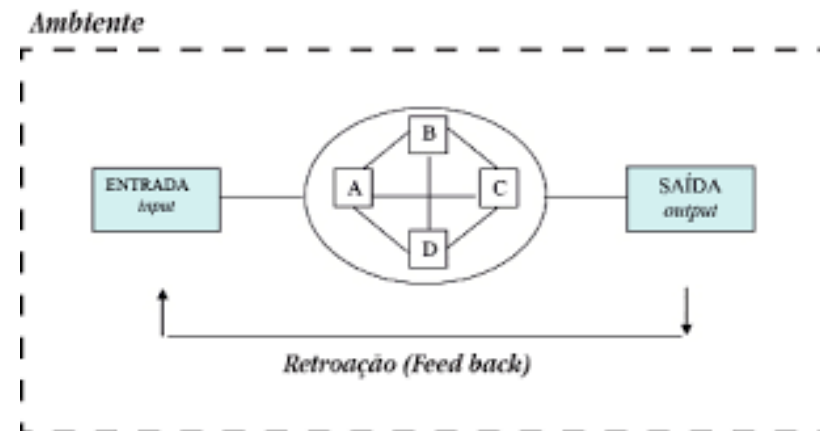 Ambiente
B
ENTRADA
input
A
C
SAÍDA
output
D
Retroação (Feed back)